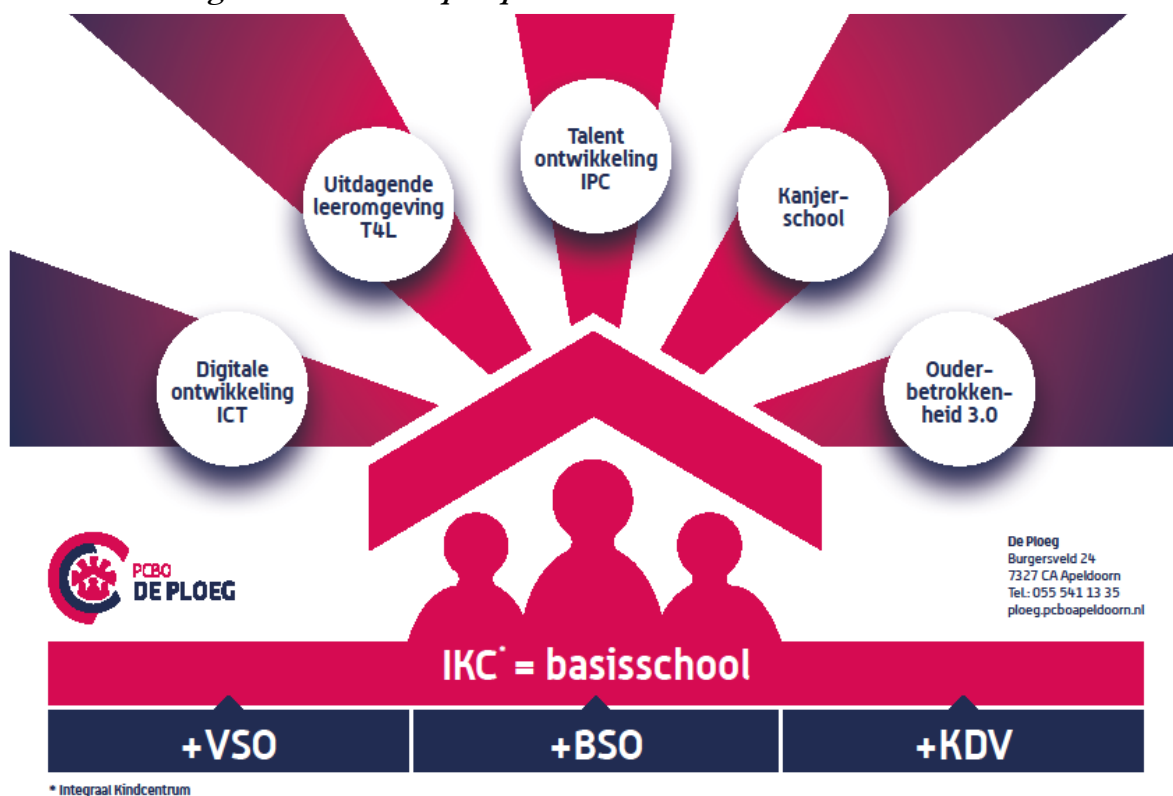 Talent
ontwikkeling
IPC
Uitdagende
leeromgeving
T4L
Kanjer-
school
Digitale
ontwikkeling
ICT
Ouder-
betrokken-
heid 3.0
PCBO
DE PLOEG
De Ploeg
Burgersveld 24
7327 CA Apeldoorn
Tel.: 055 541 13 35
ploeg.pcboapeldoorn.nl
IKC* = basisschool
+VSO
+BSO
+KDV
* Integraal Kindcentrum